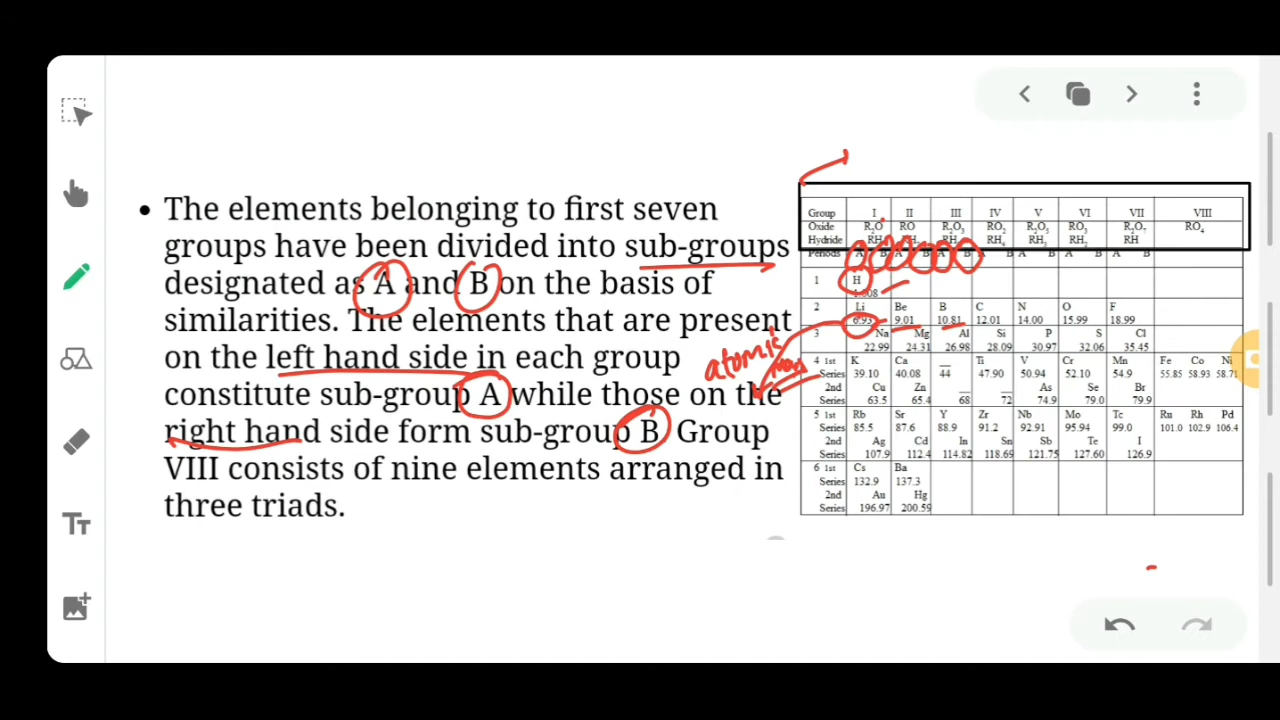 • The elements belonging to first seven
groups have been divided into sub-groups
designated as A and B on the basis of
similarities. The elements that are present
on the left hand side in each group
constitute sub-group A while those on the
right hand side form sub-group B. Group
VIII consists of nine elements arranged in
three triads.
atomic
Group I II III IV V VI VII VIII
Oxide R2O RO R2O3 RO2 R2O5 RO3 R2O7 RO4
Hydride RH RH4 RH3 RH2 RH
Periods A B A B A B A B A B A B
1 H
1.008
2 Li Be B C N O F
6.93 9.01 10.81 12.01 14.00 15.99 18.99
3 Na Mg Al Si P S Cl
22.99 24.31 26.98 28.09 30.97 32.06 35.45
4 1st K Ca — Ti V Cr Mn Fe Co Ni
Series 39.10 40.08 44 47.90 50.94 52.10 54.9 55.85 58.93 58.71
2nd Cu Zn — — As Se Br
Series 63.5 65.4 68 72 74.9 79.0 79.9
5 1st Rb Sr Y Zr Nb Mo Tc Ru Rh Pd
Series 85.5 87.6 88.9 91.2 92.91 95.94 99.0 101.0 102.9 106.4
2nd Ag Cd In Sn Sb Te I
Series 107.9 112.4 114.82 118.69 121.75 127.60 126.9
6 1st Cs Ba
Series 132.9 137.3
2nd Au Hg
Series 196.97 200.59
Tт